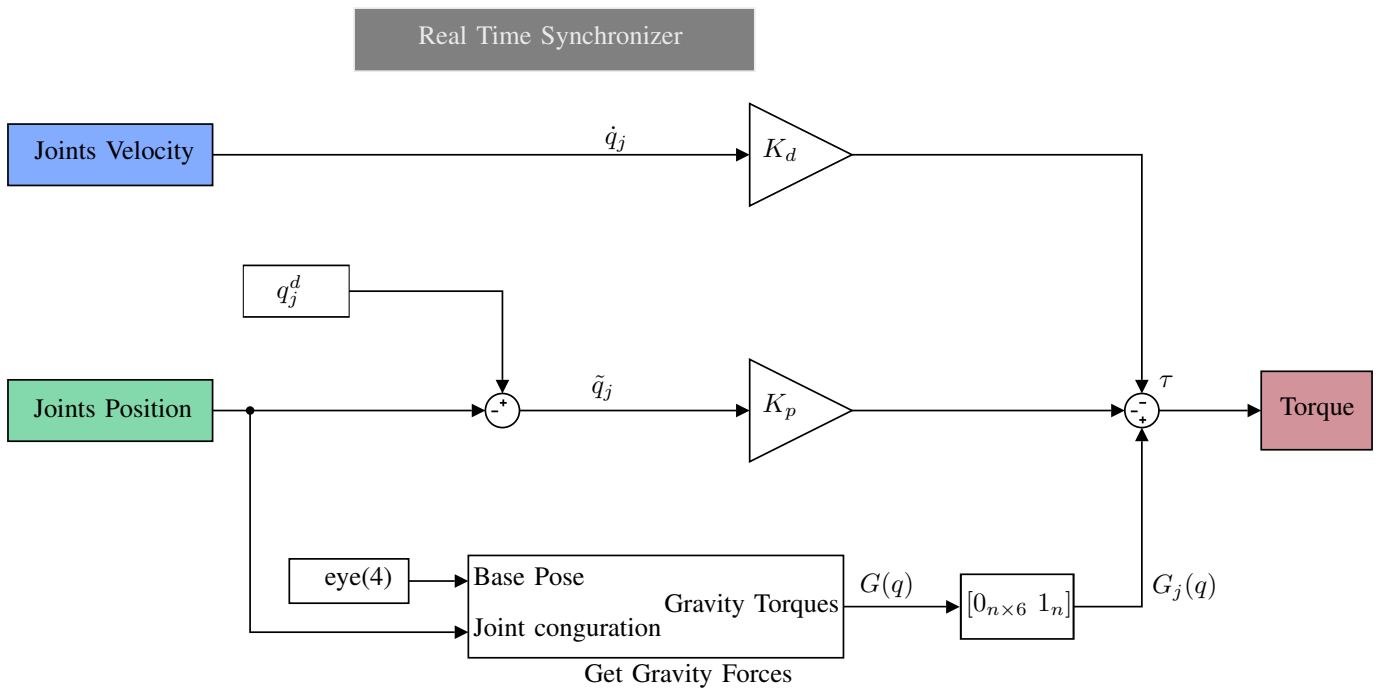 Real Time Synchronizer
Joints Velocity
q̇_j
K_d
q_j^d
Joints Position
- +
q̃_j
K_p
-
-
+
τ
Torque
eye(4)
Base Pose
Joint conguration
Gravity Torques
G(q)
[0_{n×6} 1_n]
G_j(q)
Get Gravity Forces